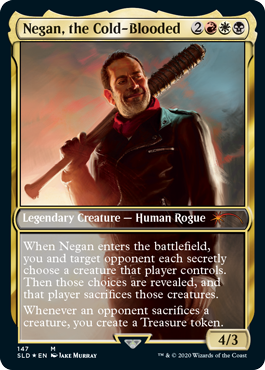 Negan, the Cold-Blooded 2
Legendary Creature — Human Rogue
When Negan enters the battlefield,
you and target opponent each secretly
choose a creature that player controls.
Then those choices are revealed, and
that player sacrifices those creatures.
Whenever an opponent sacrifices a
creature, you create a Treasure token.
4/3
147 M
SLD ★ EN Jake Murray
™ & © 2020 Wizards of the Coast